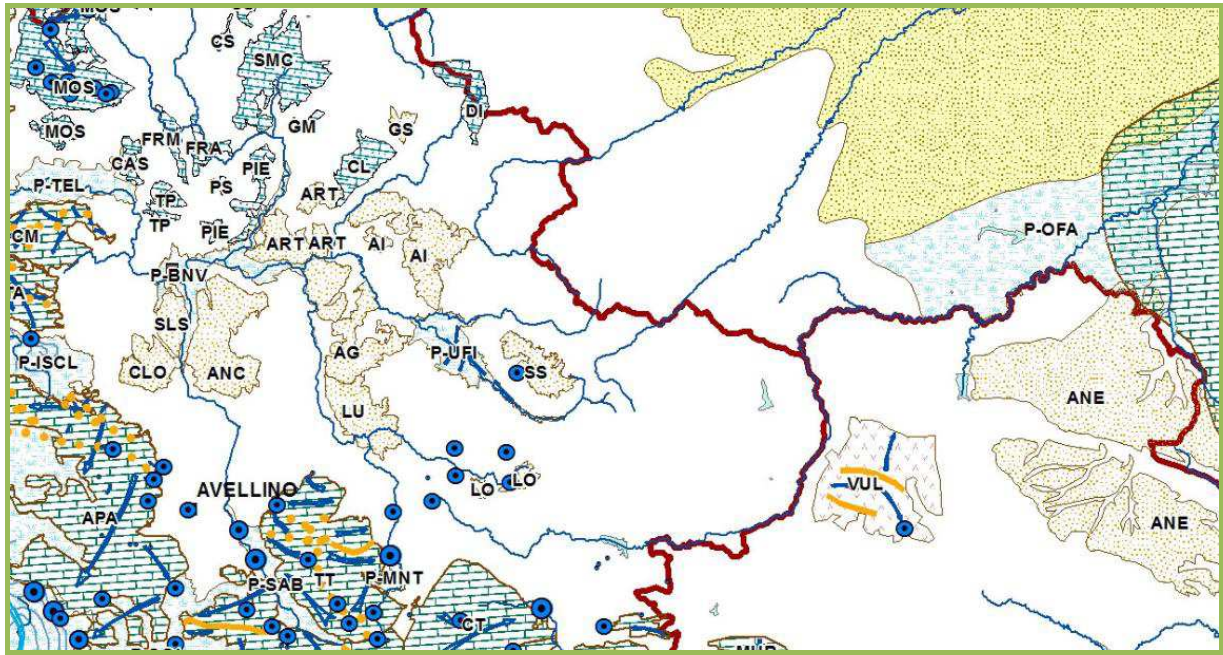 MOS
CS
SMC
MOS
DI
MOS
FRM
FRA
GM
GS
CAS
PIE
CL
P-TEL
PS
TP
ART
TP
PIE
P-OFA
CM
ART
ART
AI
AI
P-BNV
TA
SLS
P-ISCL
CLO
ANC
AG
P-UFI
SS
ANE
LU
VUL
AVELLINO
LO
LO
APA
ANE
P-SAB
TT
P-MNT
CT